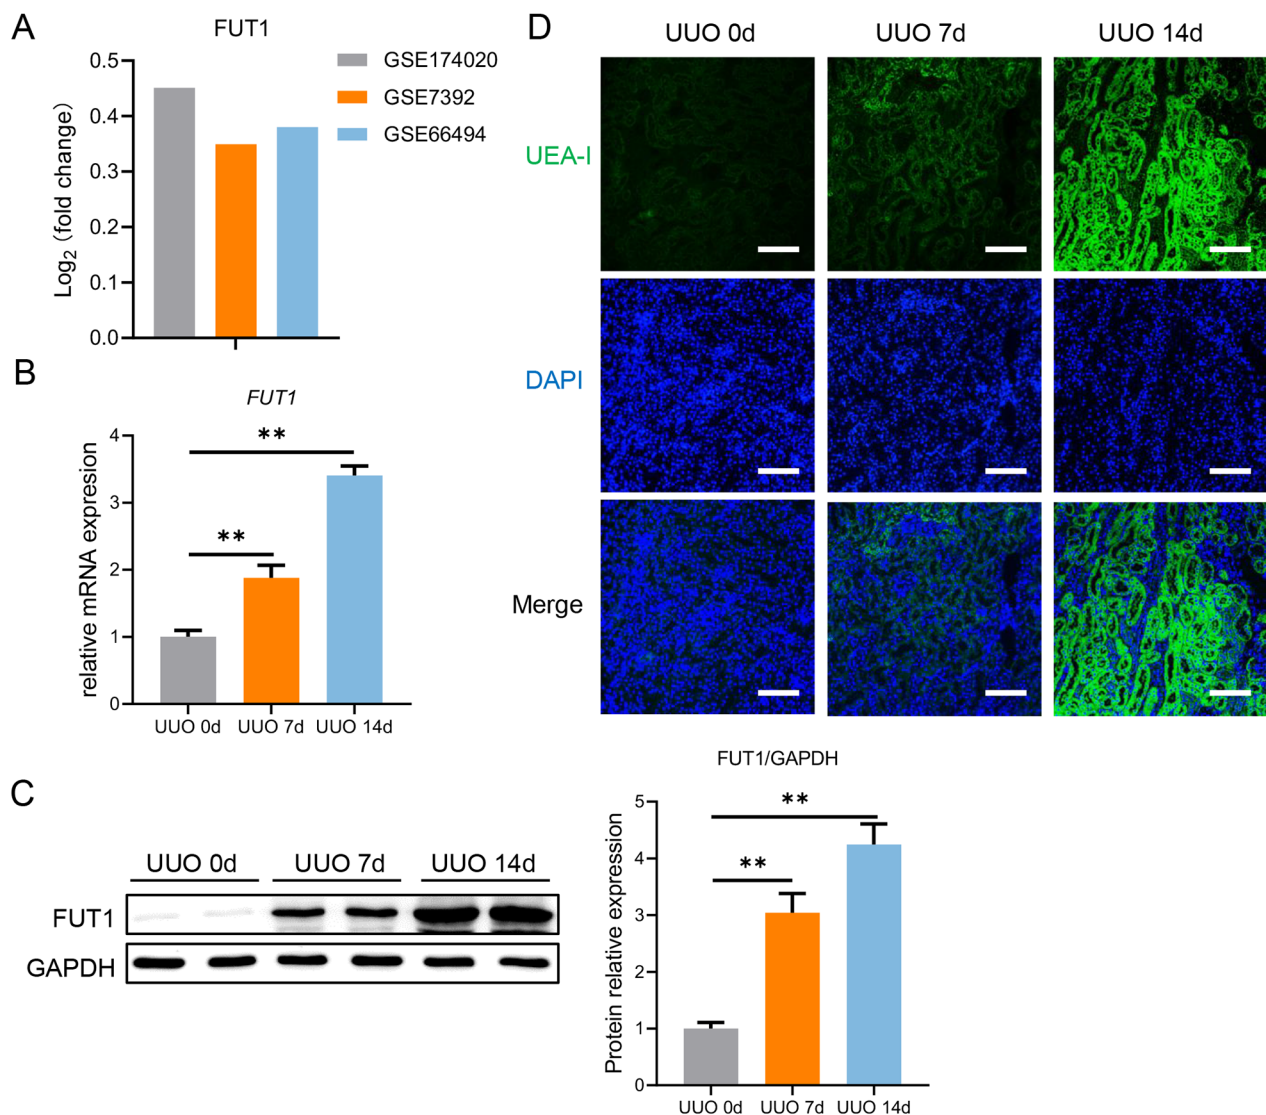 A
FUT1
GSE174020
GSE7392
GSE66494
Log2 (fold change)
0.5
0.4
0.3
0.2
0.1
0.0
B
FUT1
relative mRNA expresion
4
3
2
1
0
**
**
UUO 0d UUO 7d UUO 14d
C
UUO 0d UUO 7d UUO 14d
FUT1
GAPDH
FUT1/GAPDH
Protein relative expression
5
4
3
2
1
0
**
**
UUO 0d UUO 7d UUO 14d
D
UUO 0d UUO 7d UUO 14d
UEA-I
DAPI
Merge